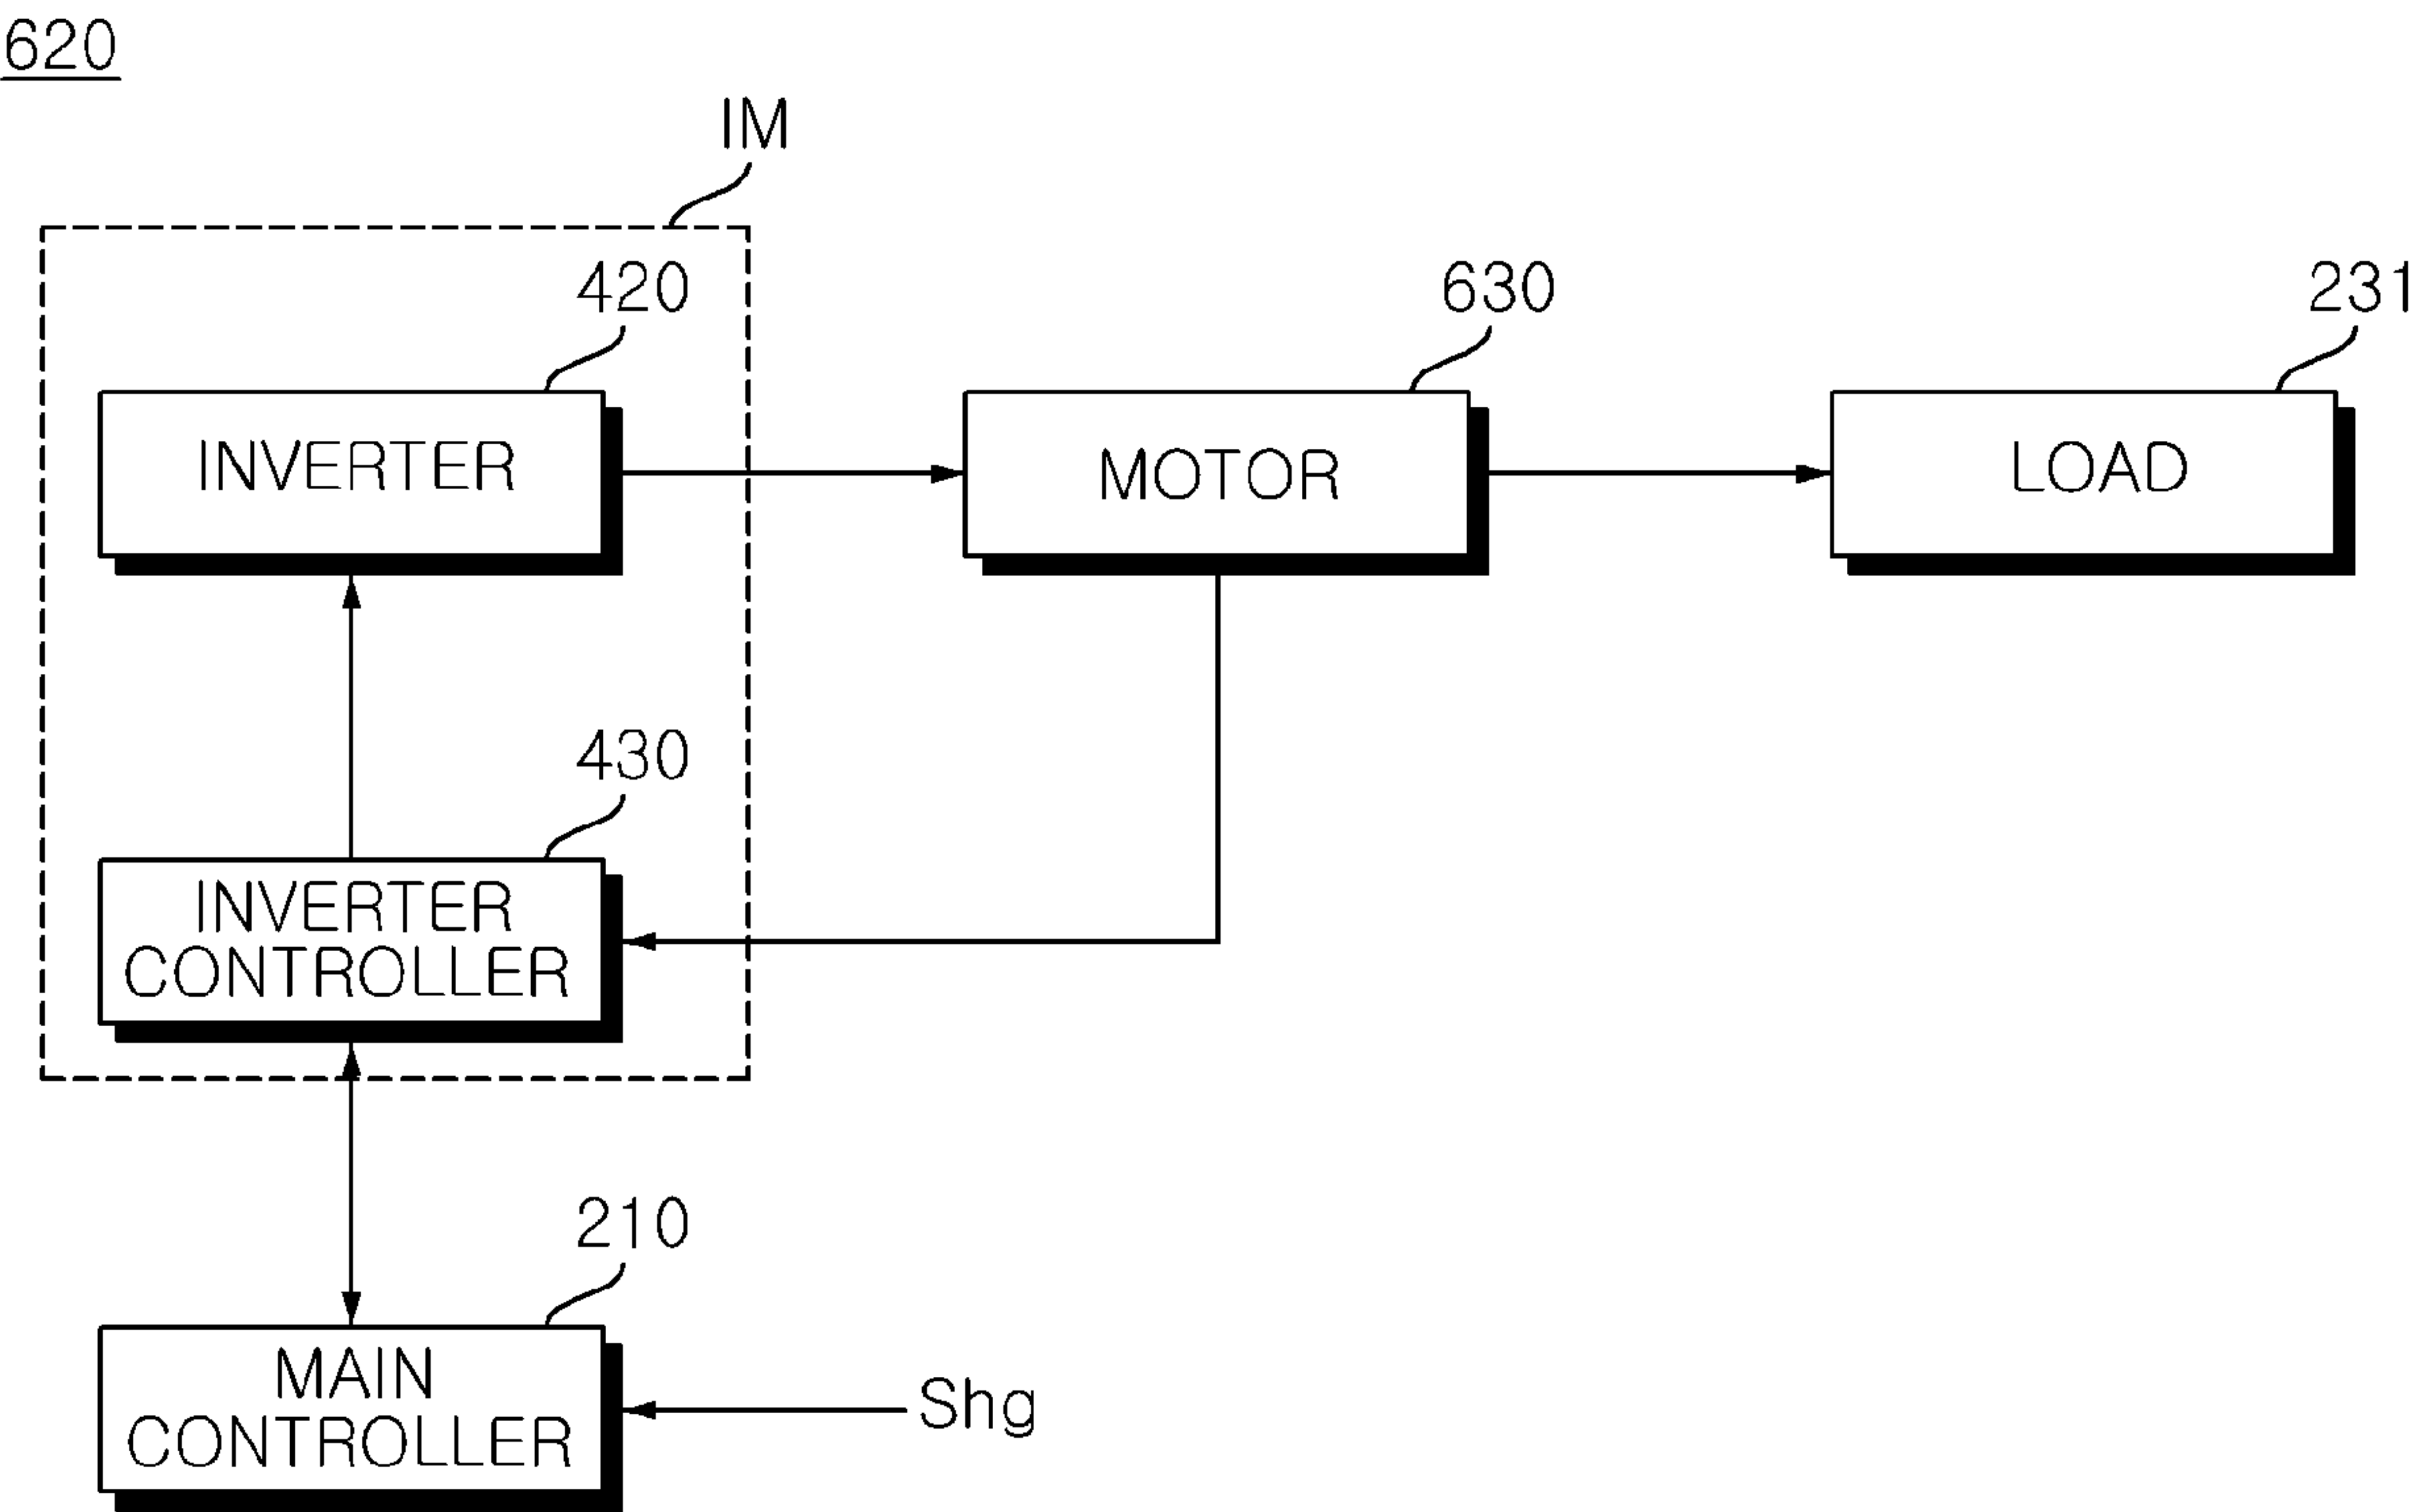 620
IM
420
630
231
INVERTER
MOTOR
LOAD
430
INVERTER
CONTROLLER
210
MAIN
CONTROLLER
Shg